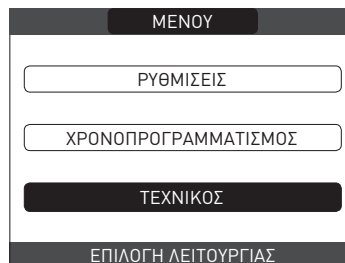 ΜΕΝΟΥ
ΡΥΘΜΙΣΕΙΣ
ΧΡΟΝΟΠΡΟΓΡΑΜΜΑΤΙΣΜΟΣ
ΤΕΧΝΙΚΟΣ
ΕΠΙΛΟΓΗ ΛΕΙΤΟΥΡΓΙΑΣ